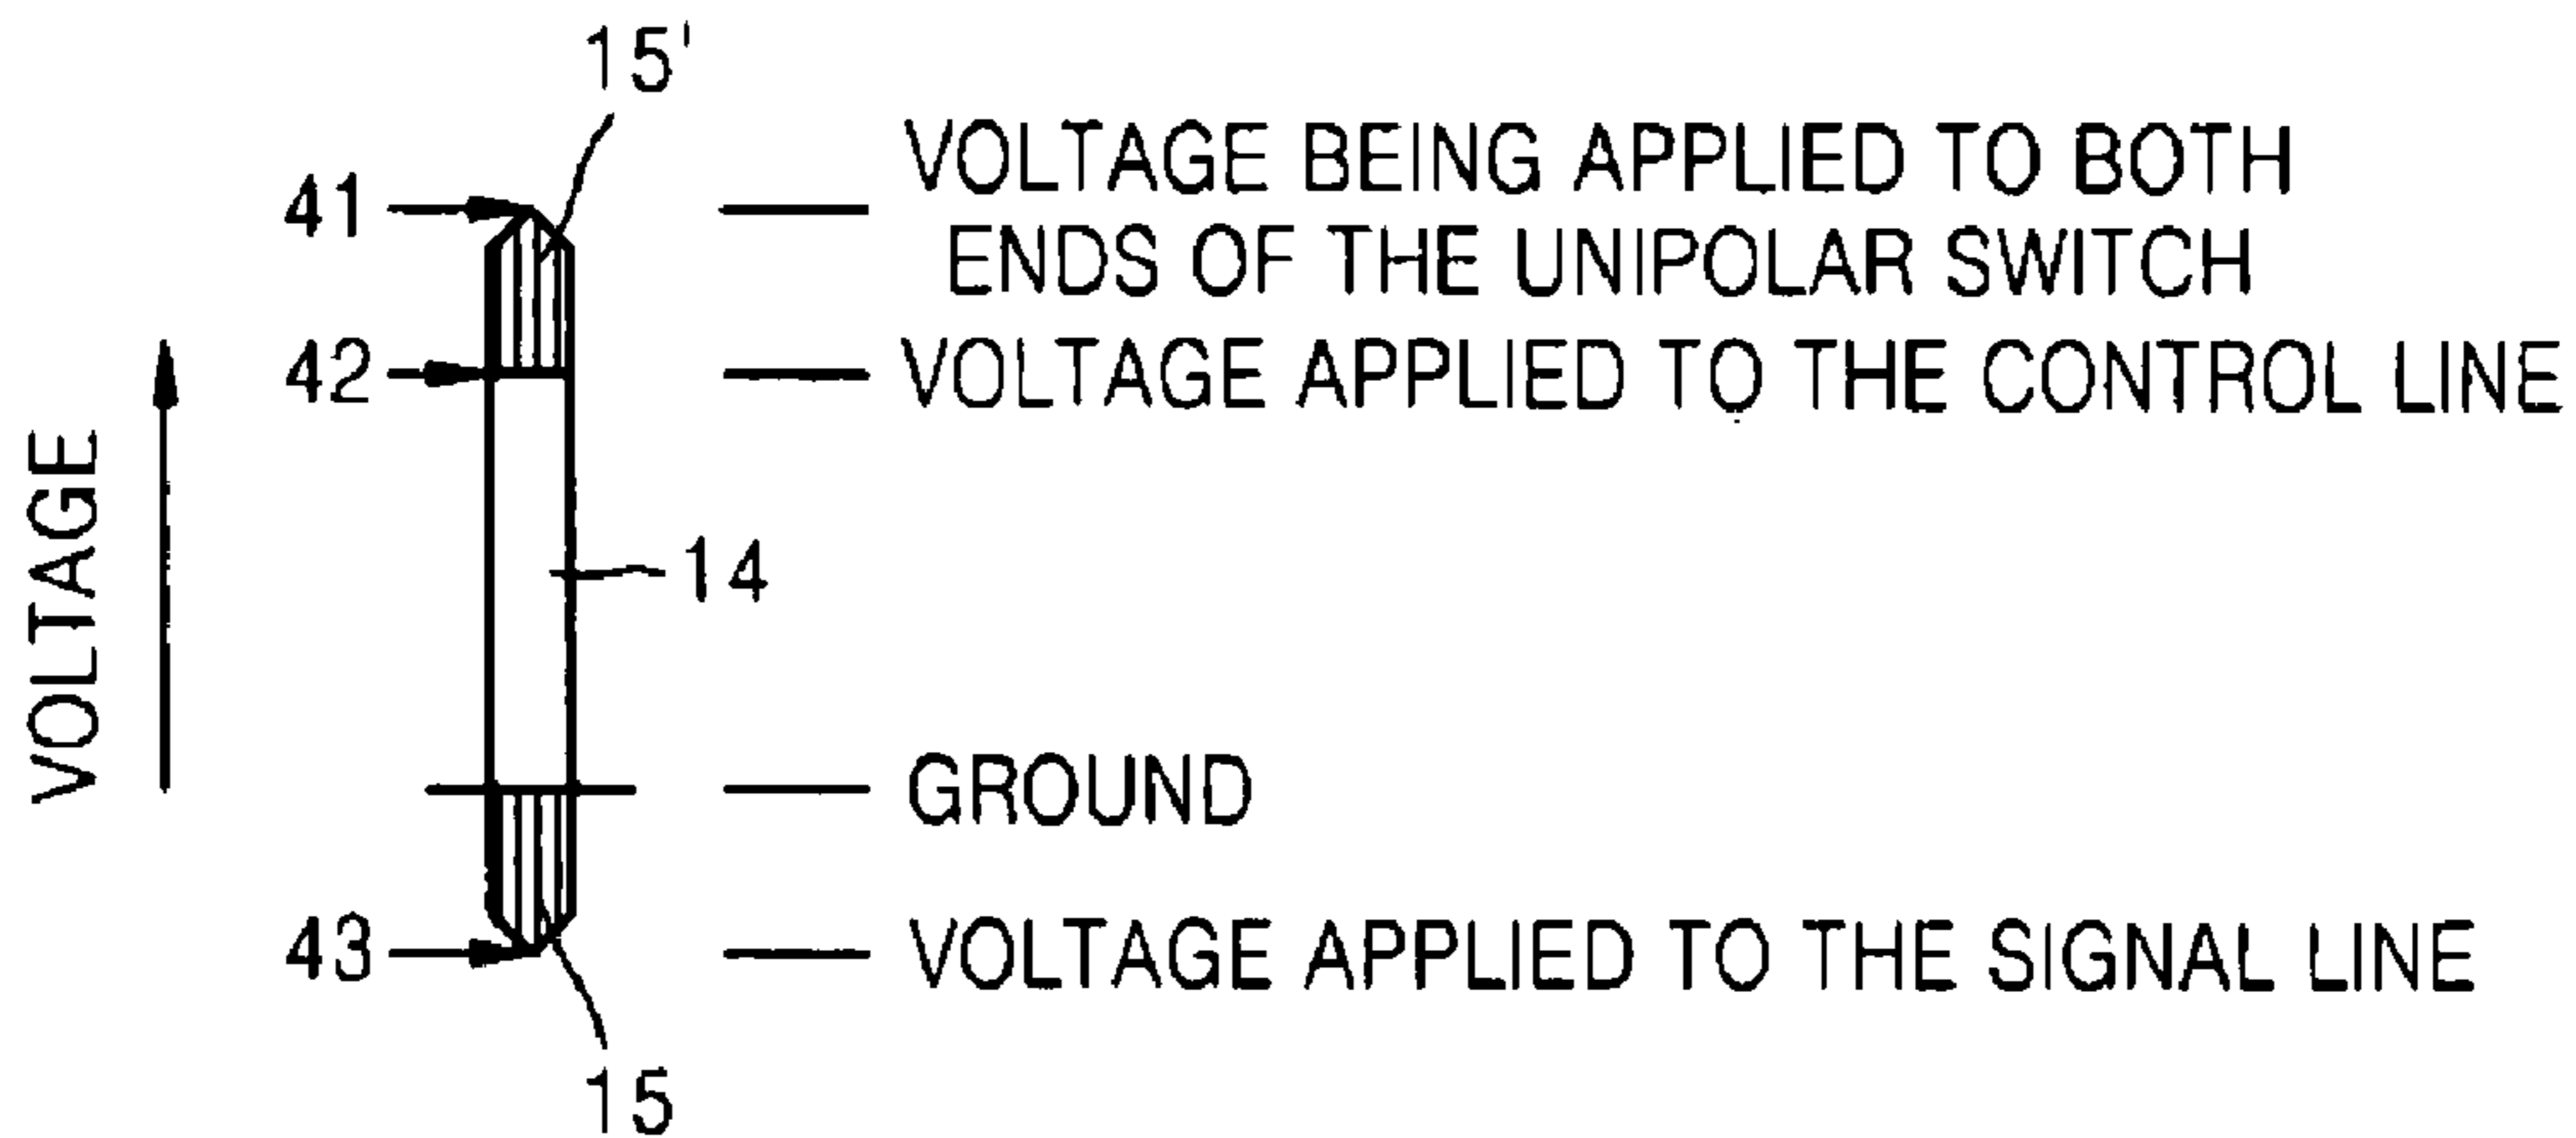 15'
41
VOLTAGE BEING APPLIED TO BOTH
ENDS OF THE UNIPOLAR SWITCH
42
VOLTAGE APPLIED TO THE CONTROL LINE
VOLTAGE
14
GROUND
43
VOLTAGE APPLIED TO THE SIGNAL LINE
15